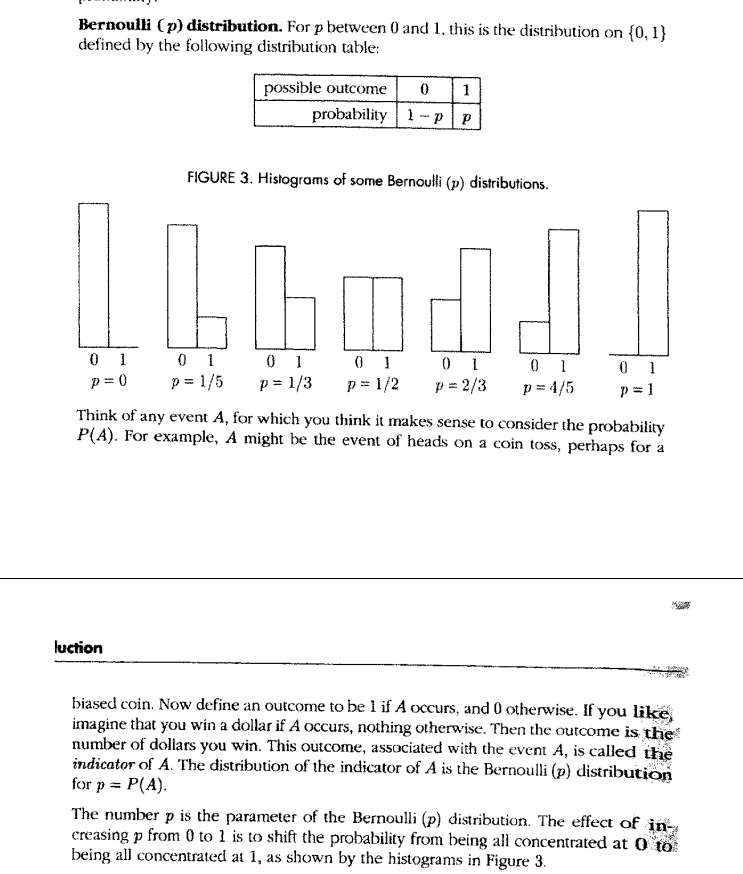 Bernoulli (p) distribution. For p between 0 and 1, this is the distribution on {0, 1}
defined by the following distribution table:
possible outcome 0 1
probability 1 − p p
FIGURE 3. Histograms of some Bernoulli (p) distributions.
0 1 0 1 0 1 0 1 0 1 0 1 0 1
p = 0 p = 1/5 p = 1/3 p = 1/2 p = 2/3 p = 4/5 p = 1
Think of any event A, for which you think it makes sense to consider the probability
P(A). For example, A might be the event of heads on a coin toss, perhaps for a
luction
biased coin. Now define an outcome to be 1 if A occurs, and 0 otherwise. If you like,
imagine that you win a dollar if A occurs, nothing otherwise. Then the outcome is the
number of dollars you win. This outcome, associated with the event A, is called the
indicator of A. The distribution of the indicator of A is the Bernoulli (p) distribution
for p = P(A).
The number p is the parameter of the Bernoulli (p) distribution. The effect of in-
creasing p from 0 to 1 is to shift the probability from being all concentrated at 0 to
being all concentrated at 1, as shown by the histograms in Figure 3.